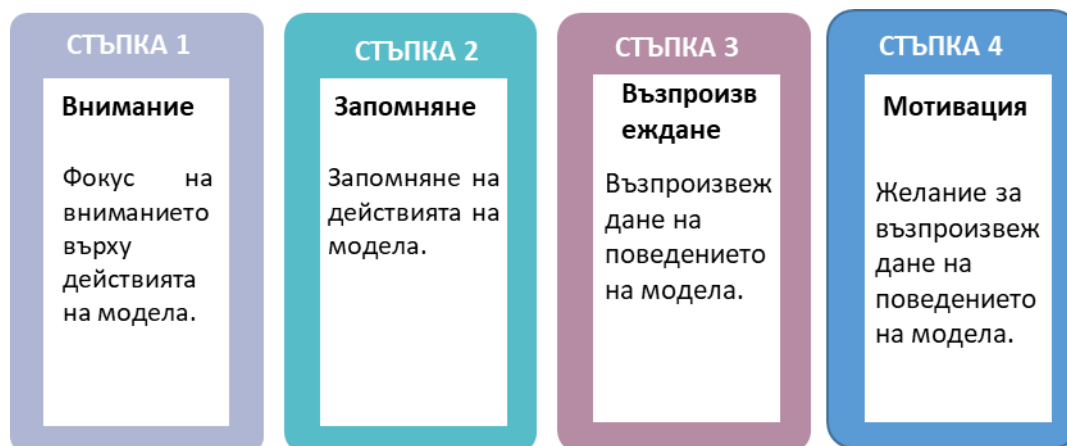 СТЪПКА 1
Внимание
Фокус на
вниманието
върху
действията
на модела.
СТЪПКА 2
Запомняне
Запомняне на
действията на
модела.
СТЪПКА 3
Възпроизв
еждане
Възпроизвеж
дане на
поведението
на модела.
СТЪПКА 4
Мотивация
Желание за
възпроизвеж
дане на
поведението
на модела.